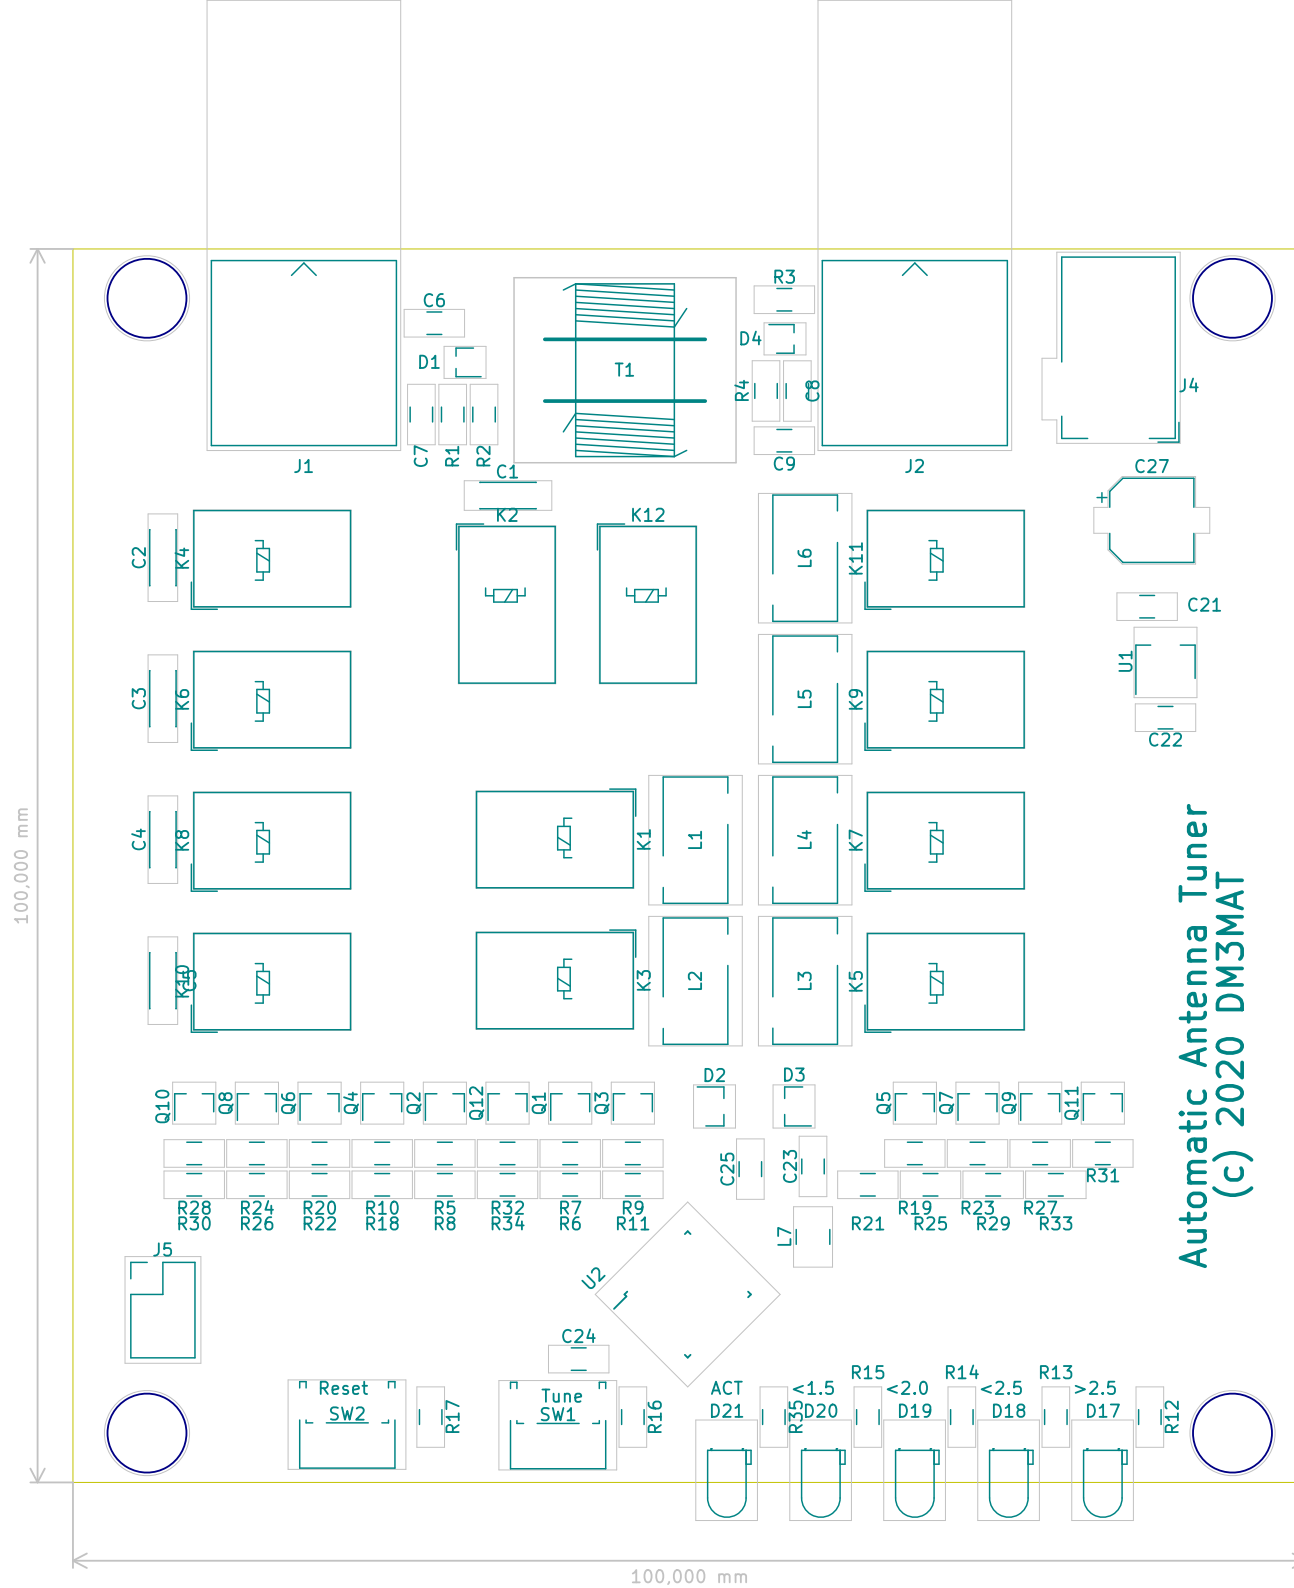 R3
C6
D4
D1
T1
R4
C8
J4
C7
R1
R2
J1
C1
C9
J2
C27
+
K2
K12
C2
K4
L6
K11
C21
U1
C3
K6
L5
K9
C22
C4
K8
K1
L1
L4
K7
C5
K10
K3
L2
L3
K5
Automatic Antenna Tuner
(c) 2020 DM3MAT
100,000 mm
D2
D3
Q10
Q8
Q6
Q4
Q2
Q12
Q1
Q3
Q5
Q7
Q9
Q11
C25
C23
R31
R28
R24
R20
R10
R5
R32
R7
R9
R19
R23
R27
R30
R26
R22
R18
R8
R34
R6
R11
R21
R25
R29
R33
L7
J5
U2
C24
R15
R14
R13
Reset
Tune
ACT
<1.5
<2.0
<2.5
>2.5
SW2
R17
SW1
R16
D21
R35
D20
D19
D18
D17
R12
100,000 mm